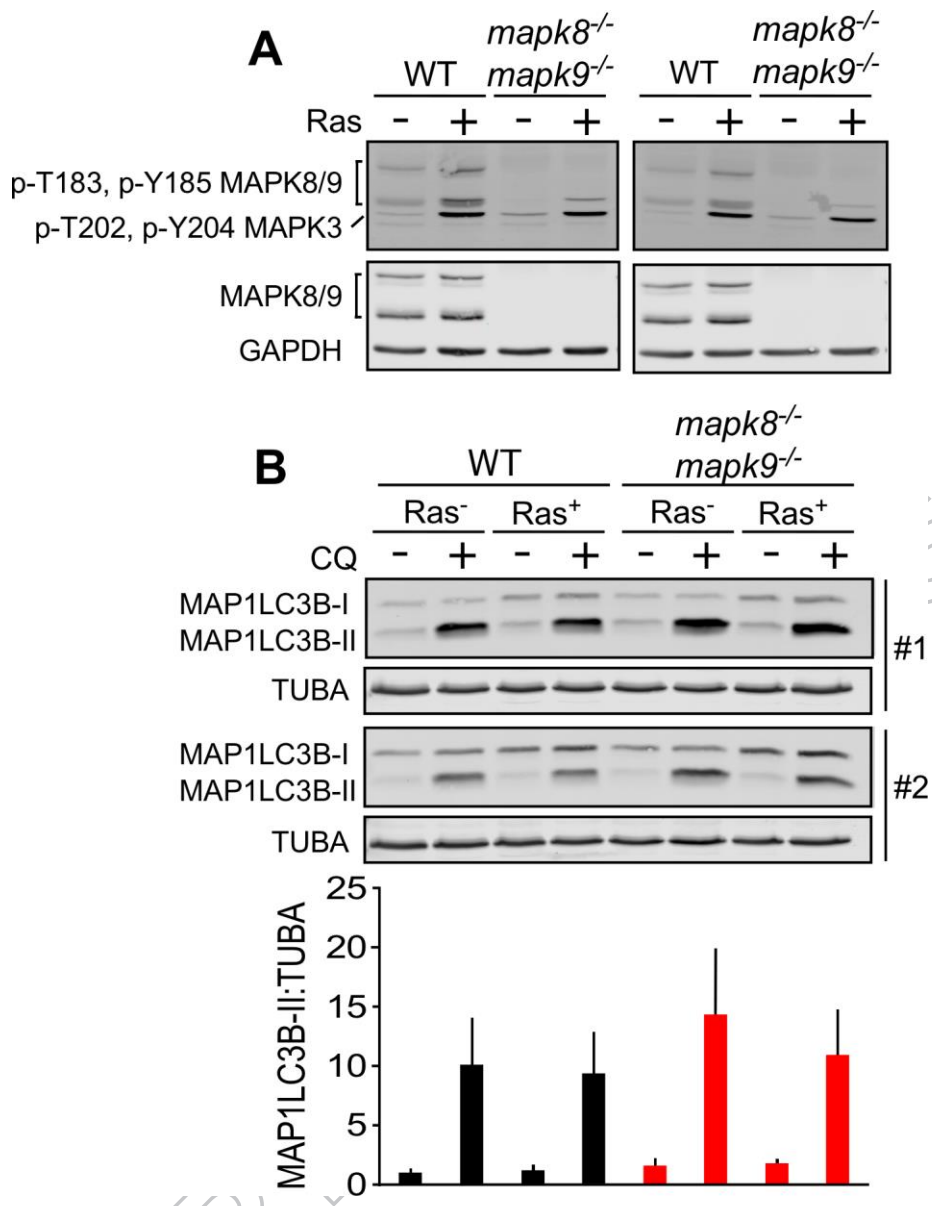 A
WT
mapk8-/-
mapk9-/-
WT
mapk8-/-
mapk9-/-
Ras - + - + - + - +
p-T183, p-Y185 MAPK8/9
p-T202, p-Y204 MAPK3
MAPK8/9
GAPDH
B
WT
mapk8-/-
mapk9-/-
Ras- Ras+ Ras- Ras+
CQ - + - + - + - +
MAP1LC3B-I
MAP1LC3B-II
#1
TUBA
MAP1LC3B-I
MAP1LC3B-II
#2
TUBA
MAP1LC3B-II:TUBA
25
20
15
10
5
0